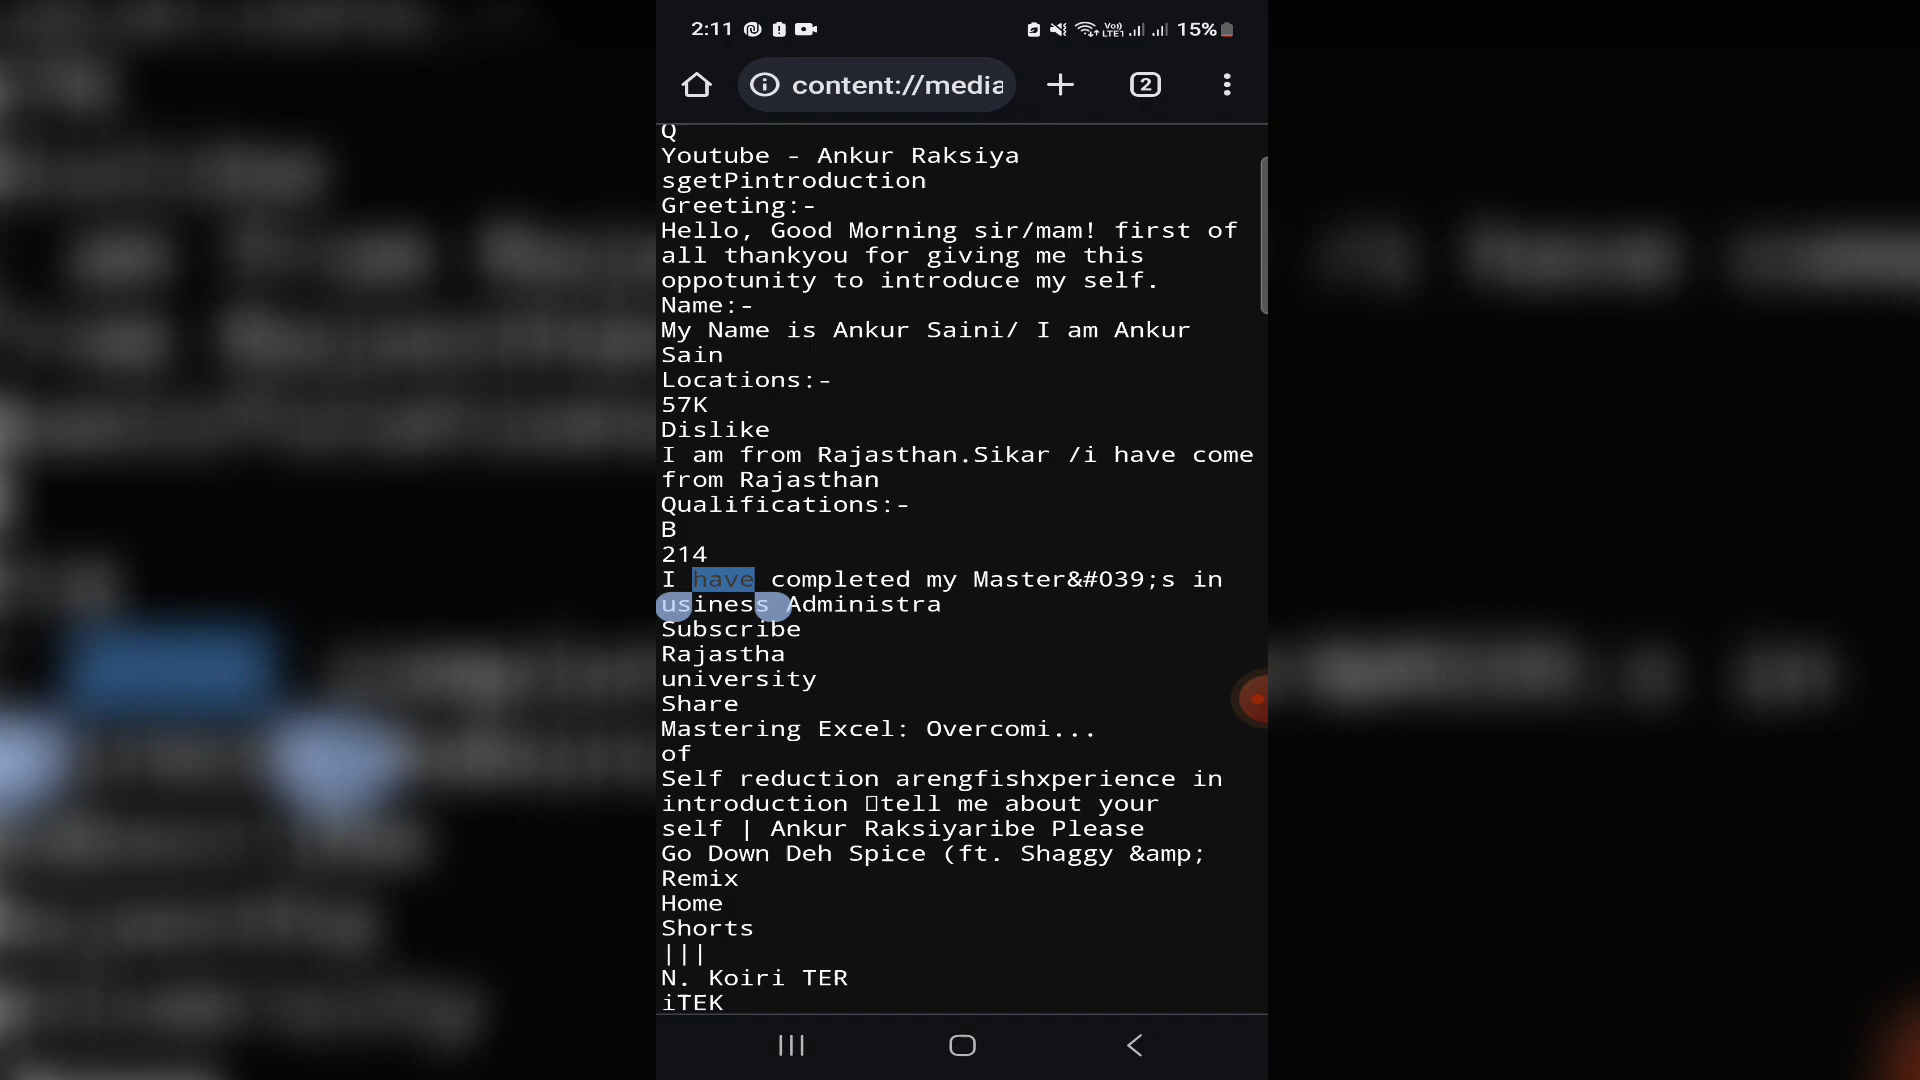 2:11 Vo)) LTE1 15%
content://media 2
Q
Youtube - Ankur Raksiya
sgetPintroduction
Greeting:-
Hello, Good Morning sir/mam! first of
all thankyou for giving me this
oppotunity to introduce my self.
Name:-
My Name is Ankur Saini/ I am Ankur
Sain
Locations:-
57K
Dislike
I am from Rajasthan.Sikar /i have come
from Rajasthan
Qualifications:-
B
214
I have completed my Master&#039;s in
usiness Administra
Subscribe
Rajastha
university
Share
Mastering Excel: Overcomi...
of
Self reduction arengfishxperience in
introduction tell me about your
self | Ankur Raksiyaribe Please
Go Down Deh Spice (ft. Shaggy &amp;
Remix
Home
Shorts
|||
N. Koiri TER
iTEK